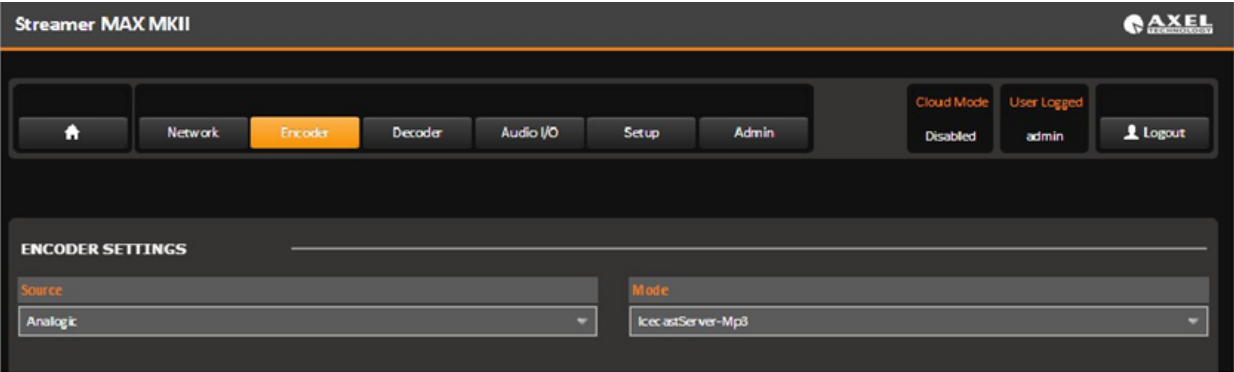 Streamer MAX MKII
AXEL
TECHNOLOGY
Cloud Mode
User Logged
Network
Encoder
Decoder
Audio I/O
Setup
Admin
Disabled
admin
Logout
ENCODER SETTINGS
Source
Mode
Analogic
IcecastServer-Mp3